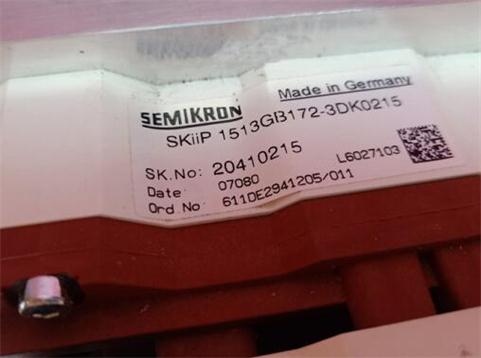 Made in Germany
SEMIKRON
SKiiP 1513GB172-3DK0215
SK.No: 20410215
L6027103
Date 07080
Ord.No: 611DE2941205/011